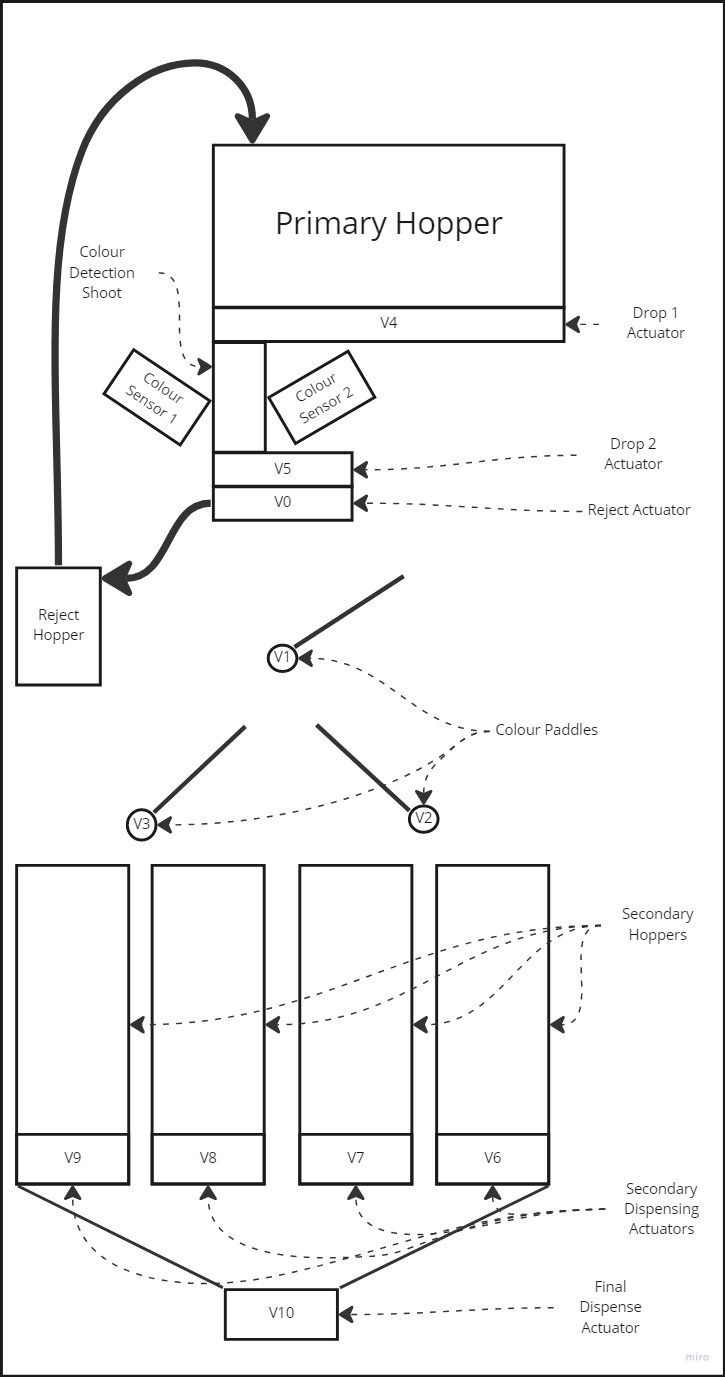 Primary Hopper
Colour
Detection
Shoot
V4
Drop 1
Actuator
Colour
Sensor 1
Colour
Sensor 2
V5
Drop 2
Actuator
V0
Reject Actuator
Reject
Hopper
V1
Colour Paddles
V3
V2
Secondary
Hoppers
V9
V8
V7
V6
Secondary
Dispensing
Actuators
V10
Final
Dispense
Actuator
miro